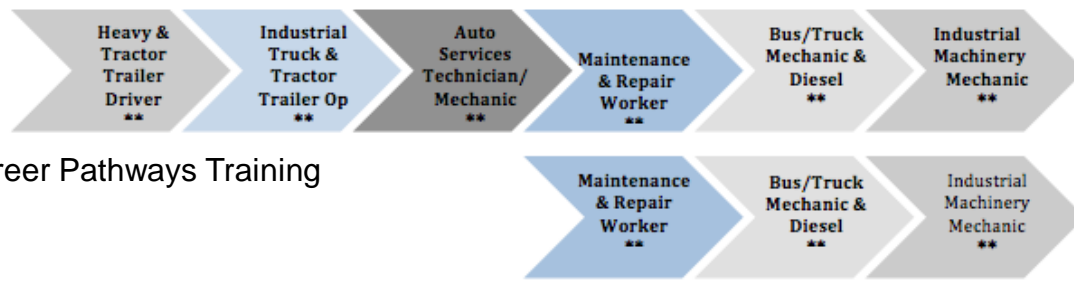 Heavy &
Tractor
Trailer
Driver
**
Industrial
Truck &
Tractor
Trailer Op
**
Auto
Services
Technician/
Mechanic
**
Maintenance
& Repair
Worker
**
Bus/Truck
Mechanic &
Diesel
**
Industrial
Machinery
Mechanic
**
reer Pathways Training
Maintenance
& Repair
Worker
**
Bus/Truck
Mechanic &
Diesel
**
Industrial
Machinery
Mechanic
**